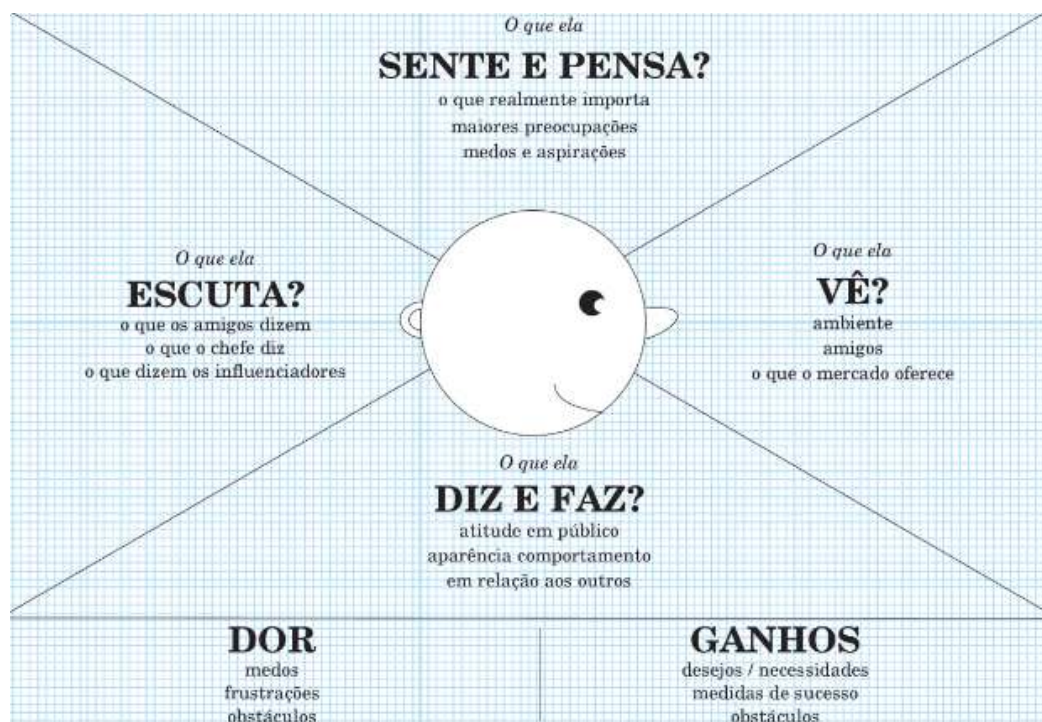 O que ela
SENTE E PENSA?
o que realmente importa
maiores preocupações
medos e aspirações
O que ela
ESCUTA?
o que os amigos dizem
o que o chefe diz
o que dizem os influenciadores
O que ela
VÊ?
ambiente
amigos
o que o mercado oferece
O que ela
DIZ E FAZ?
atitude em público
aparência comportamento
em relação aos outros
DOR
medos
frustrações
obstáculos
GANHOS
desejos / necessidades
medidas de sucesso
obstáculos